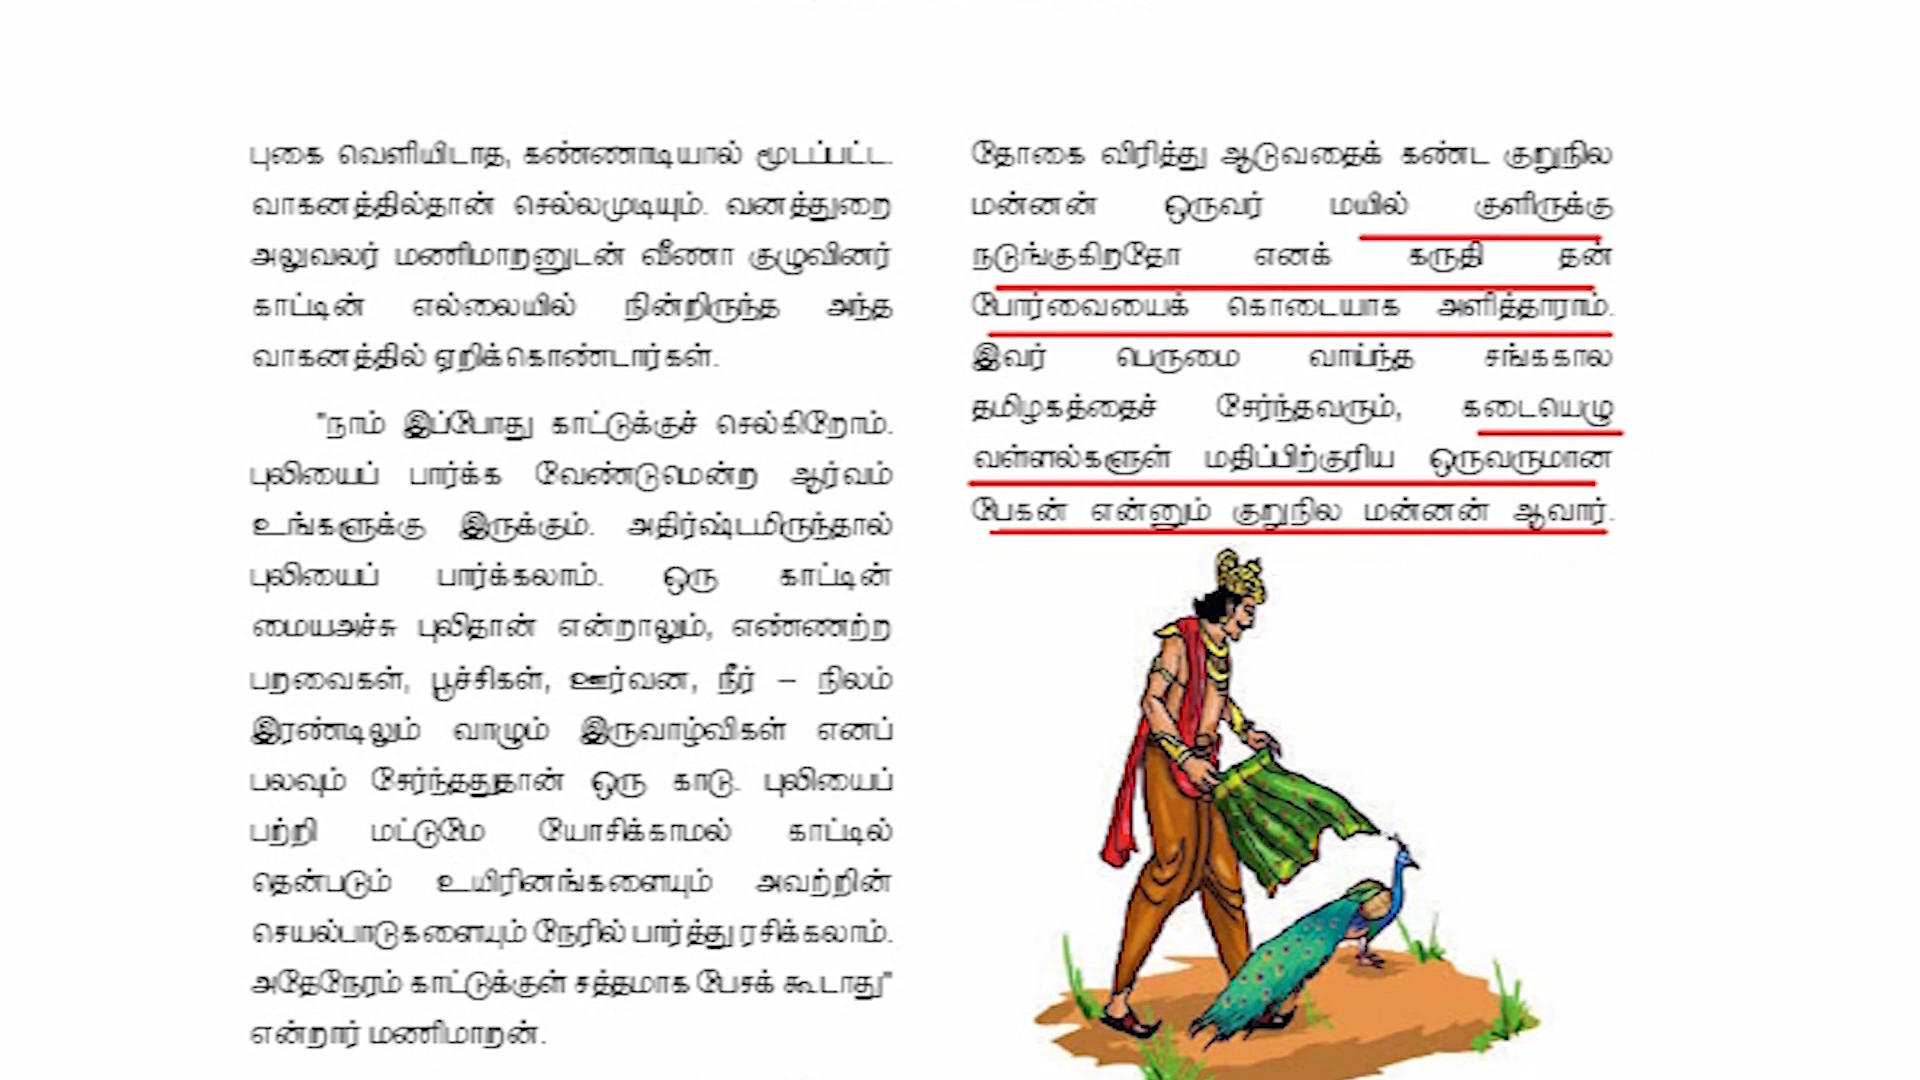 புகை வெளியிடாத, கண்ணாடியால் மூடப்பட்ட
வாகனத்தில்தான் செல்லமுடியும். வனத்துறை
அலுவலர் மணிமாறனுடன் வீணா குழுவினர்
காட்டின் எல்லையில் நின்றிருந்த அந்த
வாகனத்தில் ஏறிக்கொண்டார்கள்.
"நாம் இப்போது காட்டுக்குச் செல்கிறோம்.
புலியைப் பார்க்க வேண்டுமென்ற ஆர்வம்
உங்களுக்கு இருக்கும். அதிர்ஷ்டமிருந்தால்
புலியைப் பார்க்கலாம். ஒரு காட்டின்
மையஅச்சு புலிதான் என்றாலும், எண்ணற்ற
பறவைகள், பூச்சிகள், ஊர்வன, நீர் – நிலம்
இரண்டிலும் வாழும் இருவாழ்விகள் எனப்
பலவும் சேர்ந்ததுதான் ஒரு காடு. புலியைப்
பற்றி மட்டுமே யோசிக்காமல் காட்டில்
தென்படும் உயிரினங்களையும் அவற்றின்
செயல்பாடுகளையும் நேரில் பார்த்து ரசிக்கலாம்.
அதேநேரம் காட்டுக்குள் சத்தமாக பேசக் கூடாது"
என்றார் மணிமாறன்.
தோகை விரித்து ஆடுவதைக் கண்ட குறுநில
மன்னன் ஒருவர் மயில் குளிருக்கு
நடுங்குகிறதோ எனக் கருதி தன்
போர்வையைக் கொடையாக அளித்தாராம்.
இவர் பெருமை வாய்ந்த சங்ககால
தமிழகத்தைச் சேர்ந்தவரும், கடையெழு
வள்ளல்களுள் மதிப்பிற்குரிய ஒருவருமான
பேகன் என்னும் குறுநில மன்னன் ஆவார்.